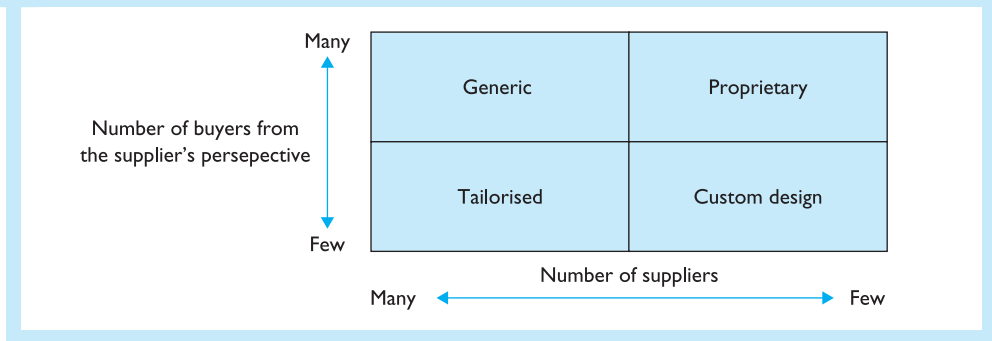 Many
Generic
Proprietary
Number of buyers from
the supplier's persepective
Tailorised
Custom design
Few
Number of suppliers
Many
Few